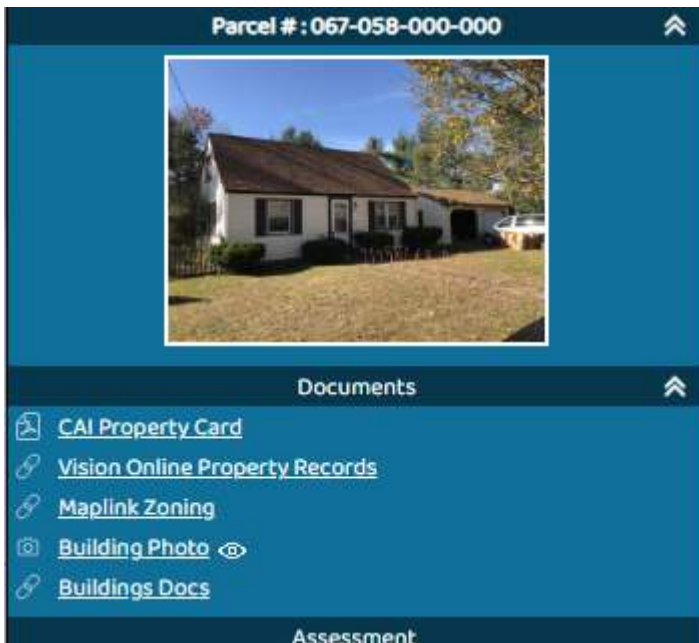 Parcel # : 067-058-000-000
Documents
CAI Property Card
Vision Online Property Records
Maplink Zoning
Building Photo
Buildings Docs
Assessment